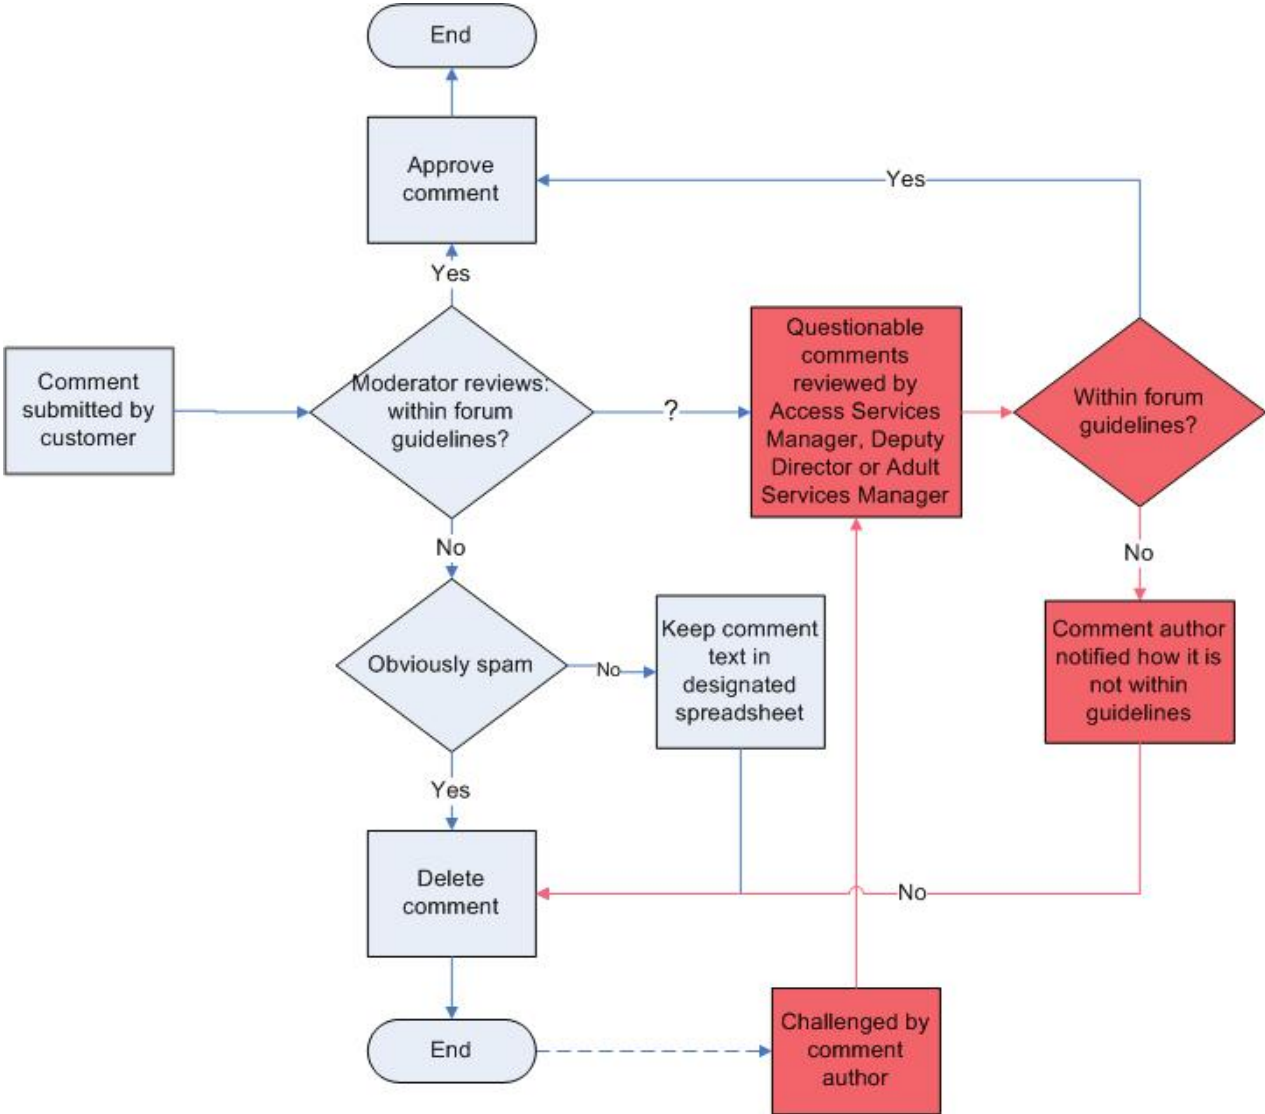 End
Approve
comment
Yes
Yes
Comment
submitted by
customer
Moderator reviews:
within forum
guidelines?
?
Questionable
comments
reviewed by
Access Services
Manager, Deputy
Director or Adult
Services Manager
Within forum
guidelines?
No
No
Obviously spam
No
Keep comment
text in
designated
spreadsheet
Comment author
notified how it is
not within
guidelines
Yes
Delete
comment
No
End
Challenged by
comment
author